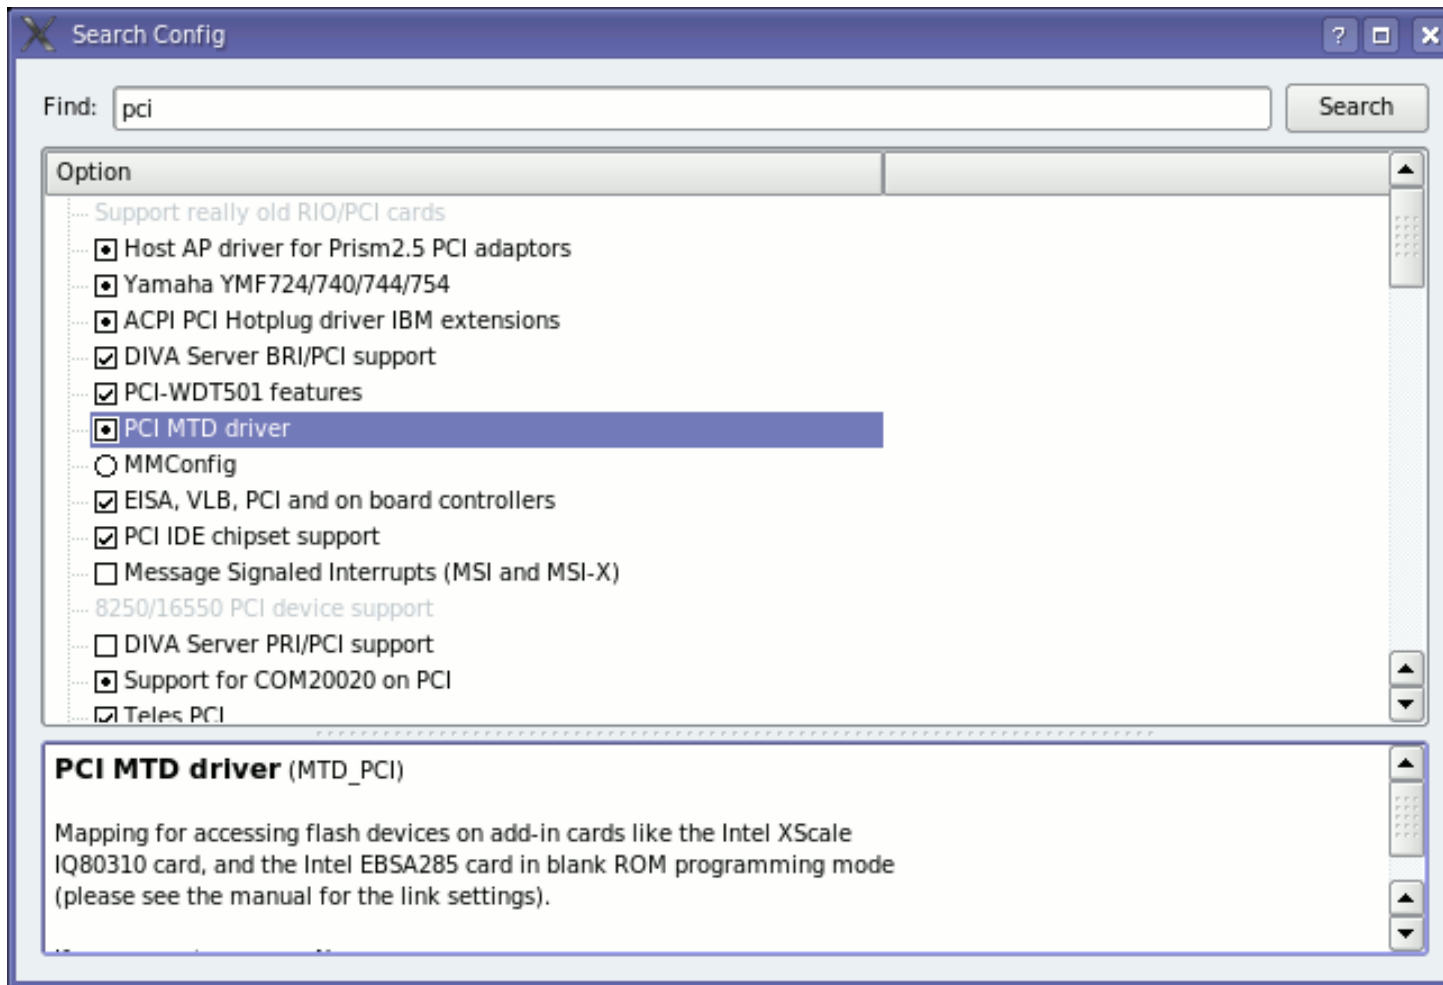 Search Config
Find: pci Search
Option
Support really old RIO/PCI cards
Host AP driver for Prism2.5 PCI adaptors
Yamaha YMF724/740/744/754
ACPI PCI Hotplug driver IBM extensions
DIVA Server BRI/PCI support
PCI-WDT501 features
PCI MTD driver
MMConfig
EISA, VLB, PCI and on board controllers
PCI IDE chipset support
Message Signaled Interrupts (MSI and MSI-X)
8250/16550 PCI device support
DIVA Server PRI/PCI support
Support for COM20020 on PCI
Teles PCI
PCI MTD driver (MTD_PCI)
Mapping for accessing flash devices on add-in cards like the Intel XScale
IQ80310 card, and the Intel EBSA285 card in blank ROM programming mode
(please see the manual for the link settings).